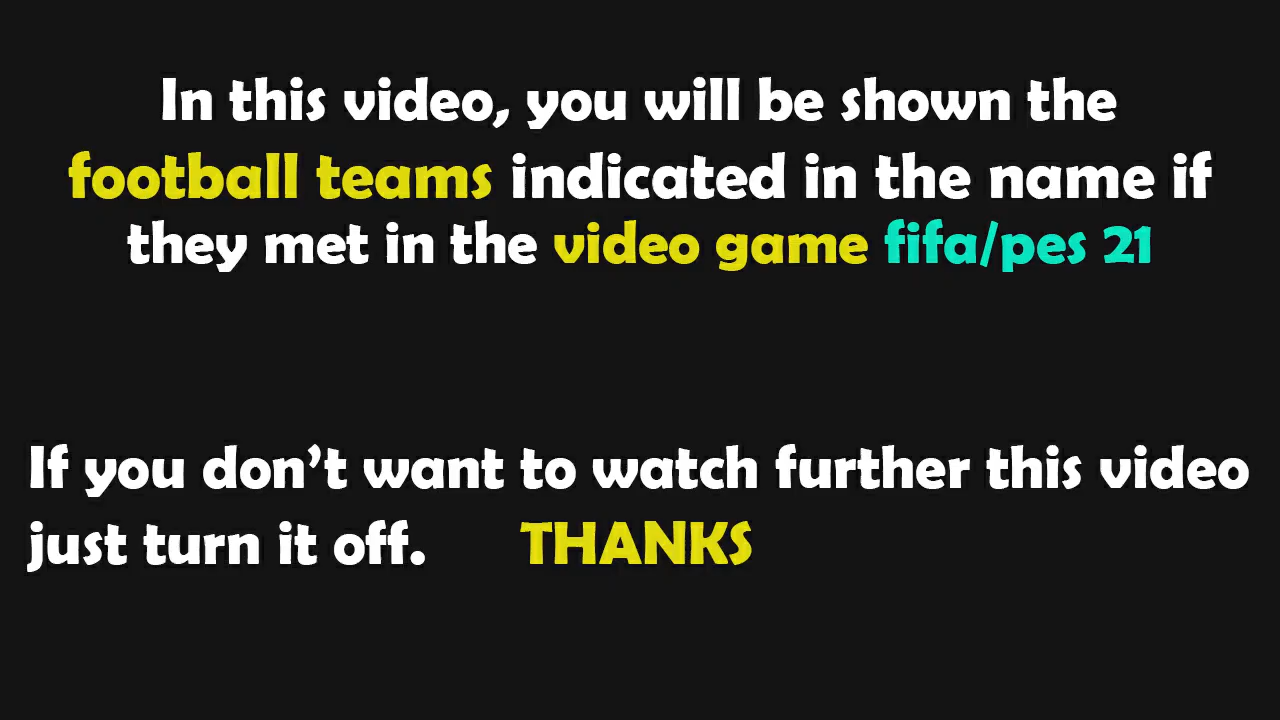 In this video, you will be shown the
football teams indicated in the name if
they met in the video game fifa/pes 21
If you don’t want to watch further this video
just turn it off. THANKS